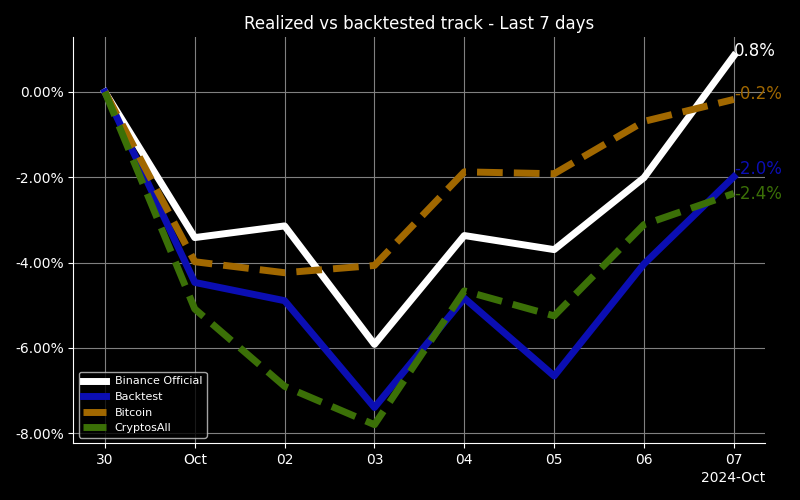 Realized vs backtested track - Last 7 days
0.8%
0.00%
-0.2%
-2.0%
-2.00%
-2.4%
-4.00%
-6.00%
Binance Official
Backtest
Bitcoin
CryptosAll
-8.00%
30 Oct 02 03 04 05 06 07
2024-Oct